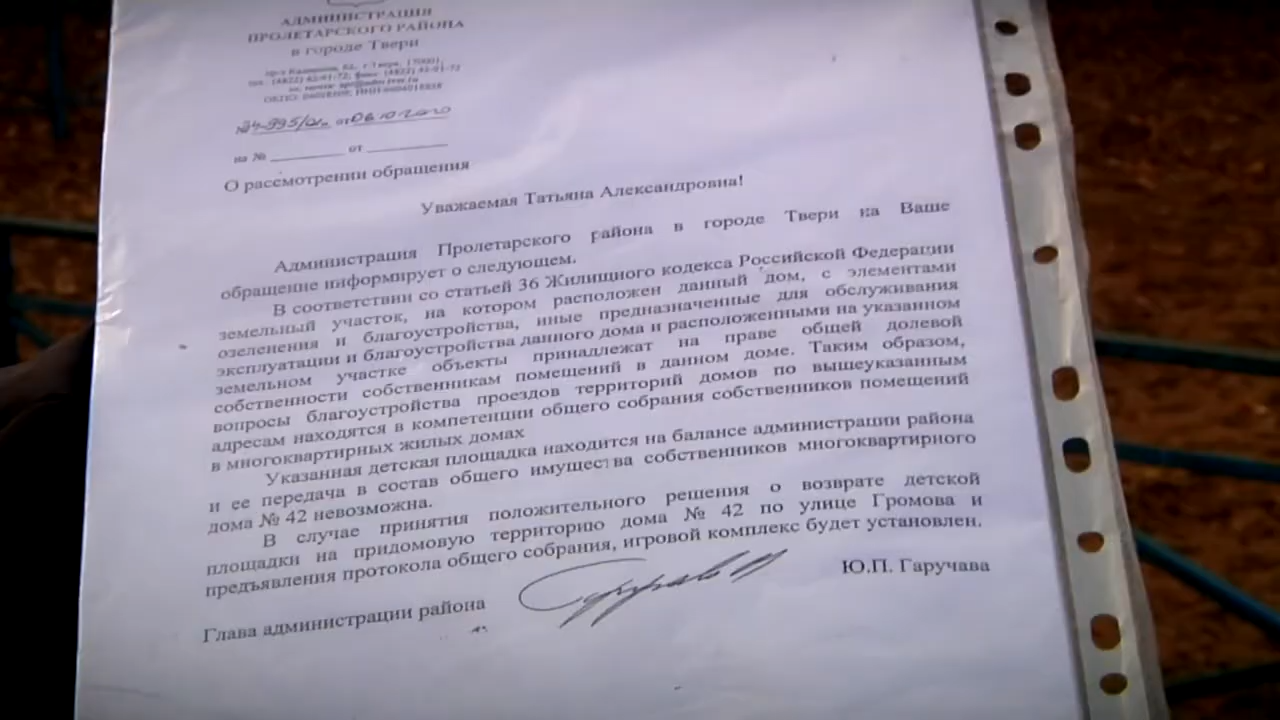 АДМИНИСТРАЦИЯ
ПРОЛЕТАРСКОГО РАЙОНА
в городе Твери
от 06.10.2020
на № __________ от __________
О рассмотрении обращения
Уважаемая Татьяна Александровна!
Администрация Пролетарского района в городе Твери на Ваше
обращение информирует о следующем.
В соответствии со статьей 36 Жилищного кодекса Российской Федерации
земельный участок, на котором расположен данный дом, с элементами
озеленения и благоустройства, иные предназначенные для обслуживания
эксплуатации и благоустройства данного дома и расположенными на указанном
земельном участке объекты принадлежат на праве общей долевой
собственности собственникам помещений в данном доме. Таким образом,
вопросы благоустройства проездов территорий домов по вышеуказанным
адресам находятся в компетенции общего собрания собственников помещений
в многоквартирных жилых домах
Указанная детская площадка находится на балансе администрации района
и ее передача в состав общего имущества собственников многоквартирного
дома № 42 невозможна.
В случае принятия положительного решения о возврате детской
площадки на придомовую территорию дома № 42 по улице Громова и
предъявления протокола общего собрания, игровой комплекс будет установлен.
Глава администрации района Ю.П. Гаручава